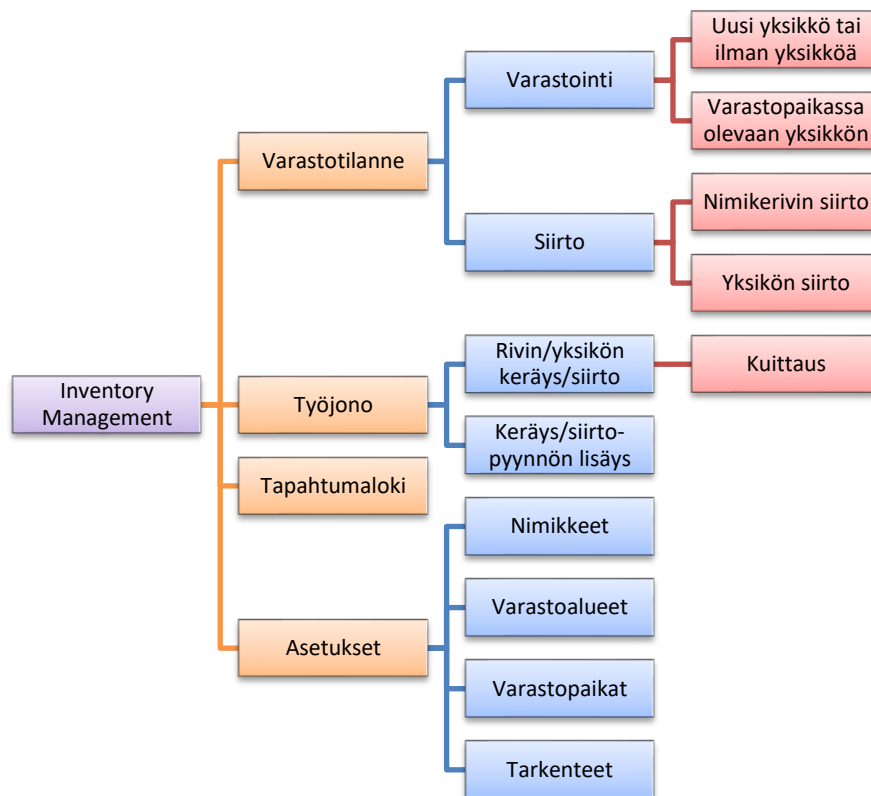 Uusi yksikkö tai
ilman yksikköä
Varastointi
Varastopaikassa
olevaan yksikkön
Varastotilanne
Nimikerivin siirto
Siirto
Yksikön siirto
Rivin/yksikön
keräys/siirto
Kuittaus
Inventory
Management
Työjono
Keräys/siirto-
pyynnön lisäys
Tapahtumaloki
Nimikkeet
Varastoalueet
Asetukset
Varastopaikat
Tarkenteet